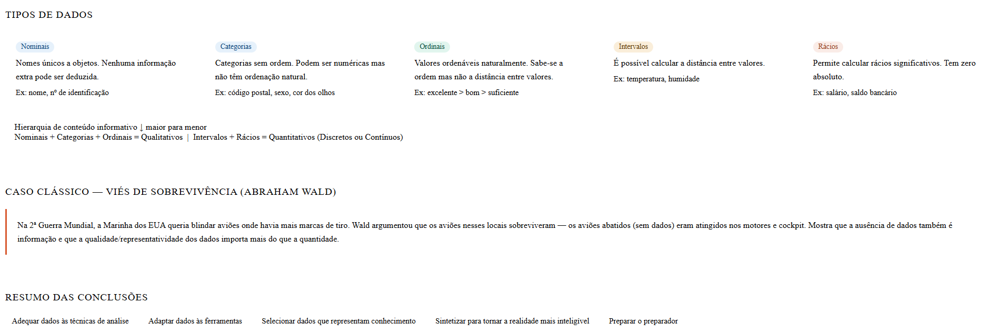 TIPOS DE DADOS
Nominais
Nomes únicos a objetos. Nenhuma informação
extra pode ser deduzida.
Ex: nome, nº de identificação
Categorias
Categorias sem ordem. Podem ser numéricas mas
não têm ordenação natural.
Ex: código postal, sexo, cor dos olhos
Ordinais
Valores ordenáveis naturalmente. Sabe-se a
ordem mas não a distância entre valores.
Ex: excelente > bom > suficiente
Intervalos
É possível calcular a distância entre valores.
Ex: temperatura, humidade
Rácios
Permite calcular rácios significativos. Tem zero
absoluto.
Ex: salário, saldo bancário
Hierarquia de conteúdo informativo ↓ maior para menor
Nominais + Categorias + Ordinais = Qualitativos | Intervalos + Rácios = Quantitativos (Discretos ou Contínuos)
CASO CLÁSSICO — VIÉS DE SOBREVIVÊNCIA (ABRAHAM WALD)
Na 2ª Guerra Mundial, a Marinha dos EUA queria blindar aviões onde havia mais marcas de tiro. Wald argumentou que os aviões nesses locais sobreviveram — os aviões abatidos (sem dados) eram atingidos nos motores e cockpit. Mostra que a ausência de dados também é
informação e que a qualidade/representatividade dos dados importa mais do que a quantidade.
RESUMO DAS CONCLUSÕES
Adequar dados às técnicas de análise
Adaptar dados às ferramentas
Selecionar dados que representam conhecimento
Sintetizar para tornar a realidade mais inteligível
Preparar o preparador